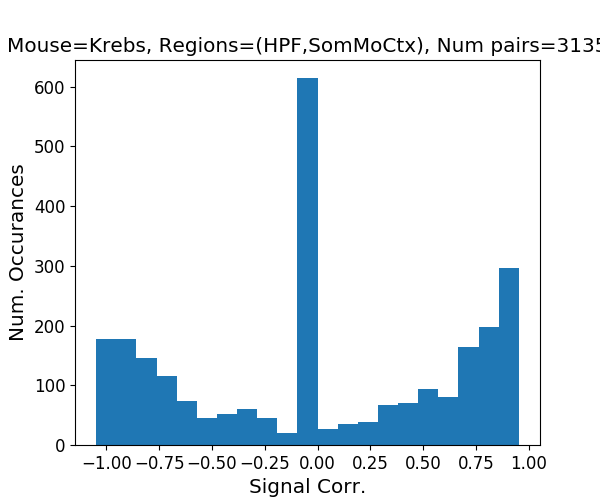 Mouse=Krebs, Regions=(HPF,SomMoCtx), Num pairs=3135
600
500
400
300
200
100
0
Num. Occurances
−1.00 −0.75 −0.50 −0.25 0.00 0.25 0.50 0.75 1.00
Signal Corr.